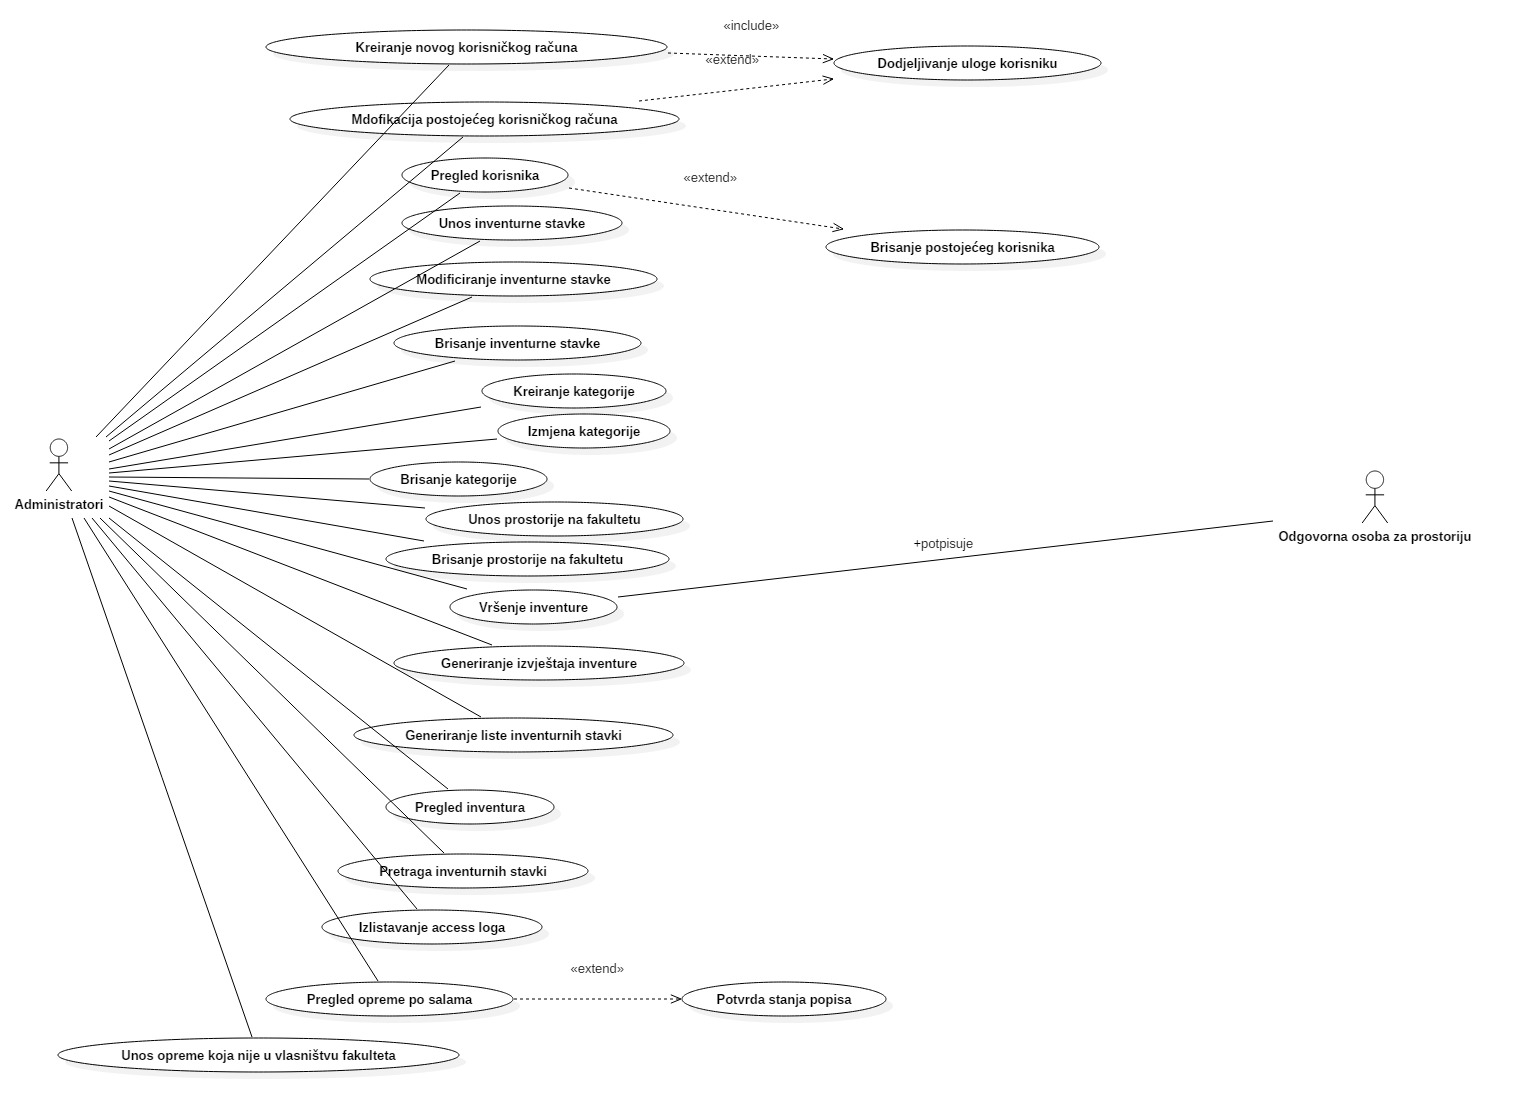 «include»
Kreiranje novog korisničkog računa
«extend»
Dodjeljivanje uloge korisniku
Mdofikacija postojećeg korisničkog računa
Pregled korisnika
«extend»
Unos inventurne stavke
Brisanje postojećeg korisnika
Modificiranje inventurne stavke
Brisanje inventurne stavke
Kreiranje kategorije
Izmjena kategorije
Brisanje kategorije
Administratori
Unos prostorije na fakultetu
Odgovorna osoba za prostoriju
+potpisuje
Brisanje prostorije na fakultetu
Vršenje inventure
Generiranje izvještaja inventure
Generiranje liste inventurnih stavki
Pregled inventura
Pretraga inventurnih stavki
Izlistavanje access loga
«extend»
Pregled opreme po salama
Potvrda stanja popisa
Unos opreme koja nije u vlasništvu fakulteta